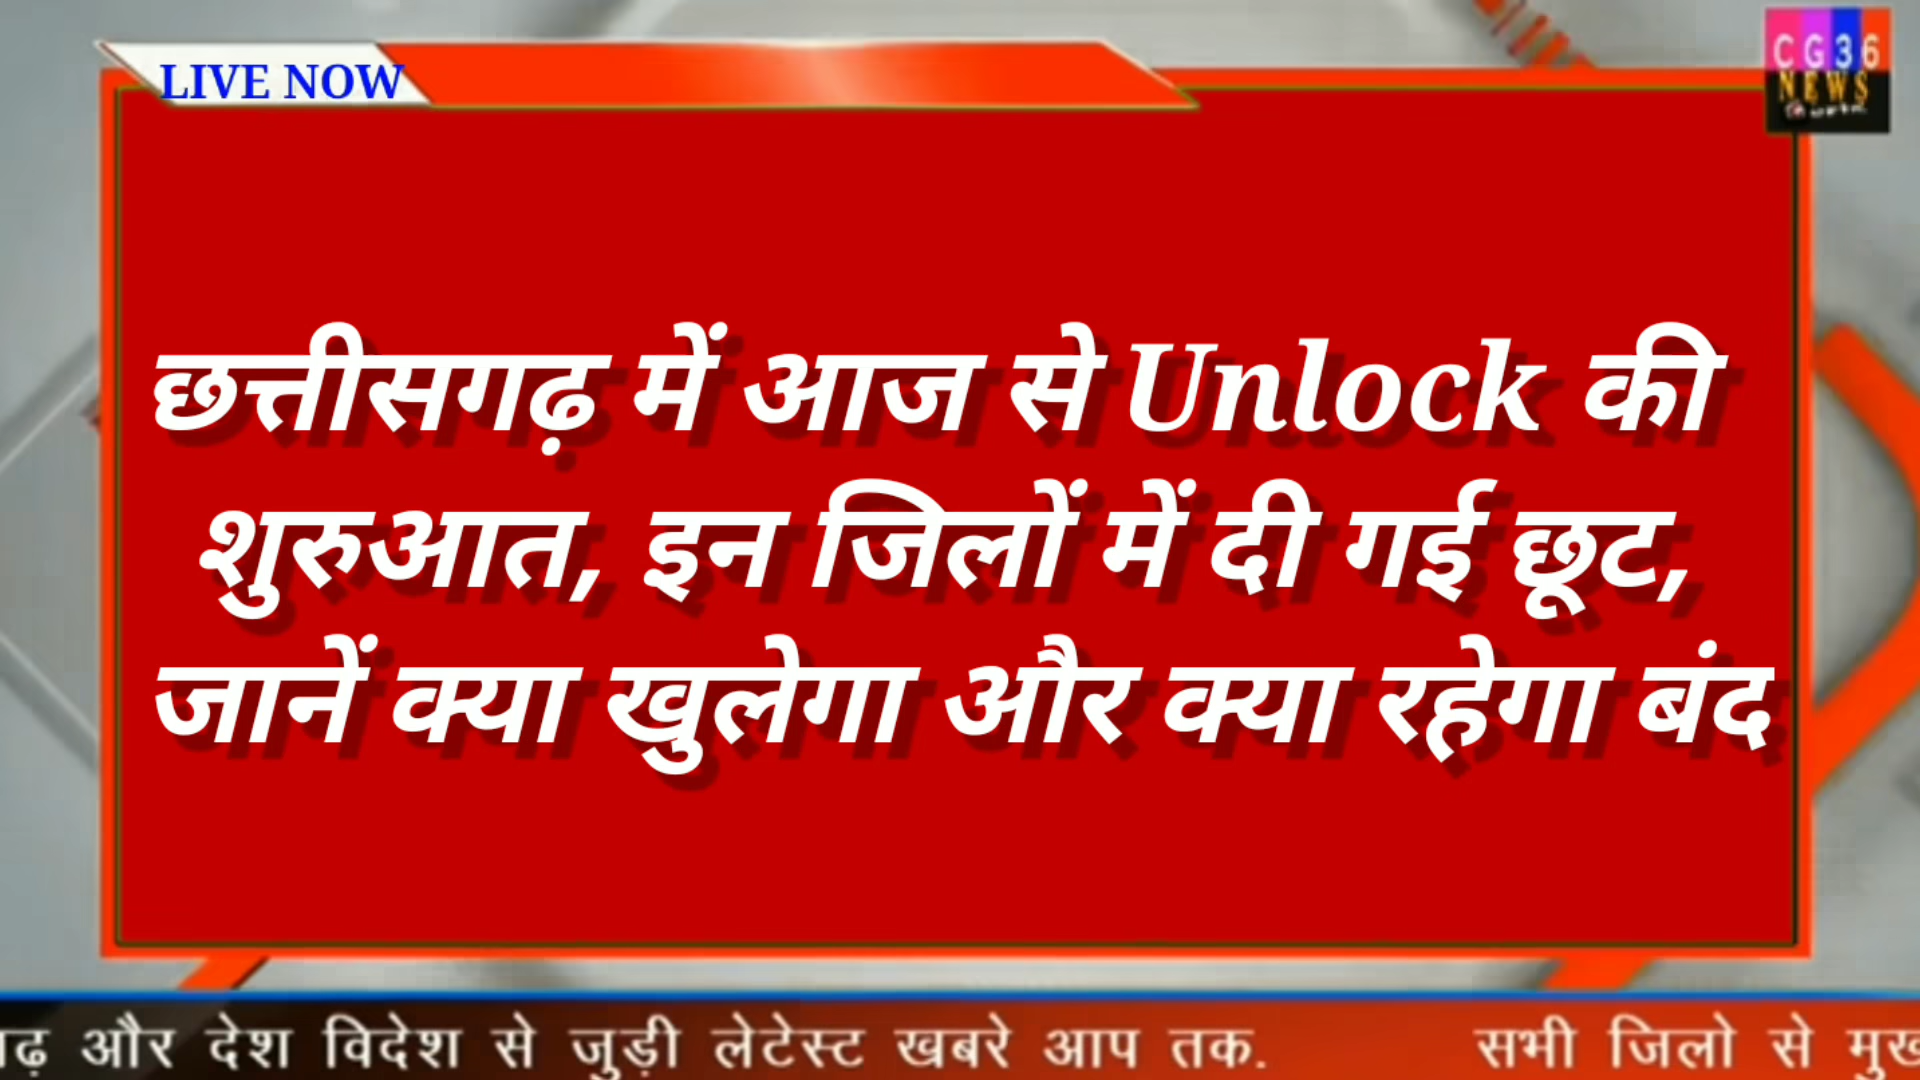 LIVE NOW
CG36
NEWS
छत्तीसगढ़ में आज से Unlock की
शुरुआत, इन जिलों में दी गई छूट,
जानें क्या खुलेगा और क्या रहेगा बंद
और देश विदेश से जुड़ी लेटेस्ट खबरे आप तक. सभी जिलो से